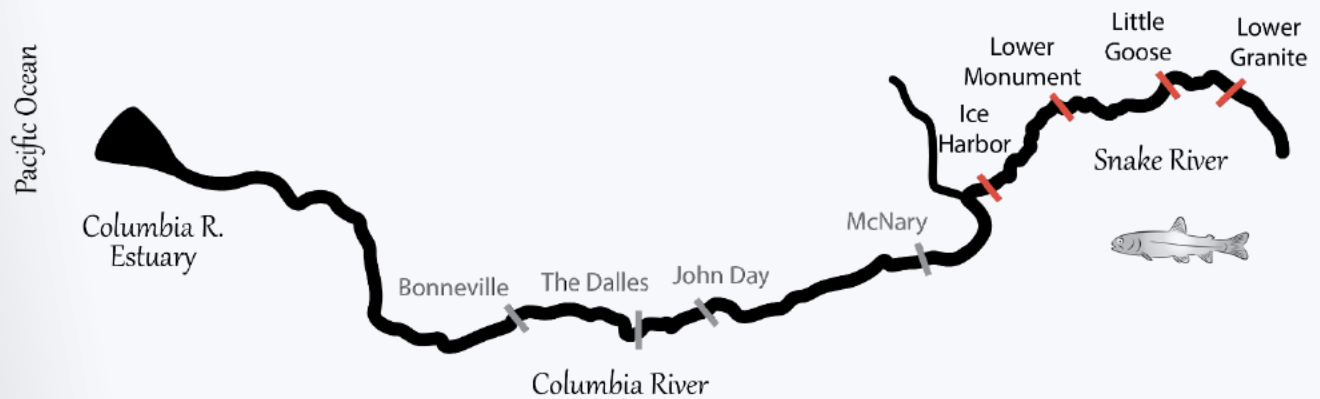 Pacific Ocean
Columbia R.
Estuary
Bonneville
The Dalles
John Day
Columbia River
McNary
Ice
Harbor
Lower
Monument
Little
Goose
Lower
Granite
Snake River